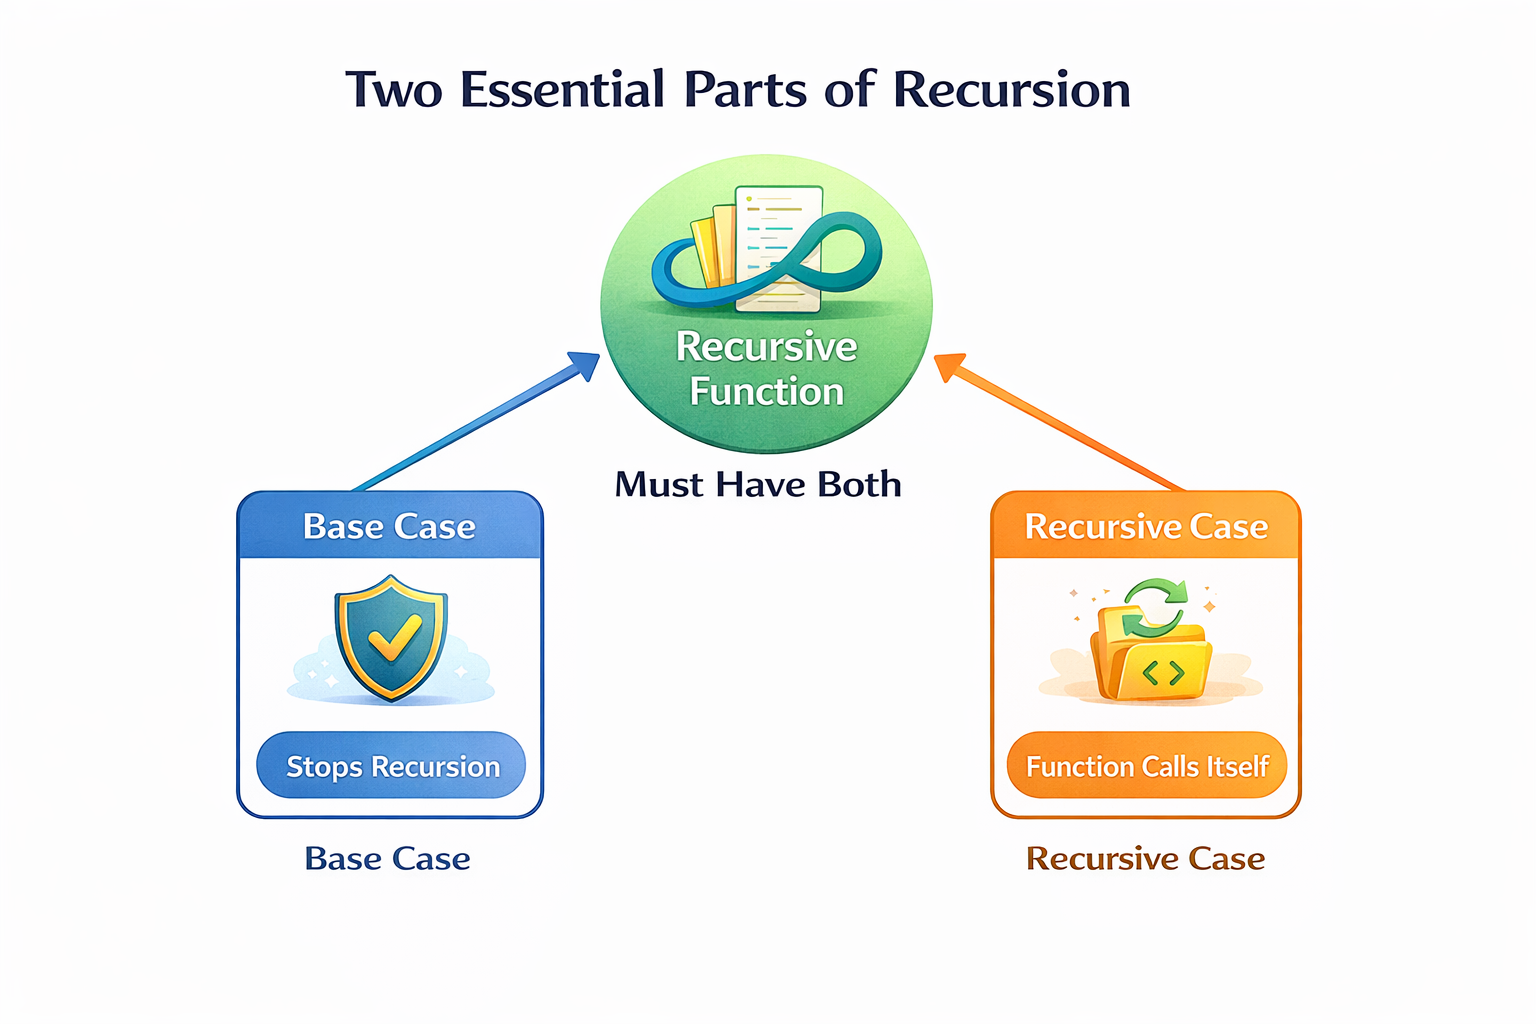 Two Essential Parts of Recursion
Recursive
Function
Must Have Both
Base Case
Stops Recursion
Base Case
Recursive Case
< >
Function Calls Itself
Recursive Case